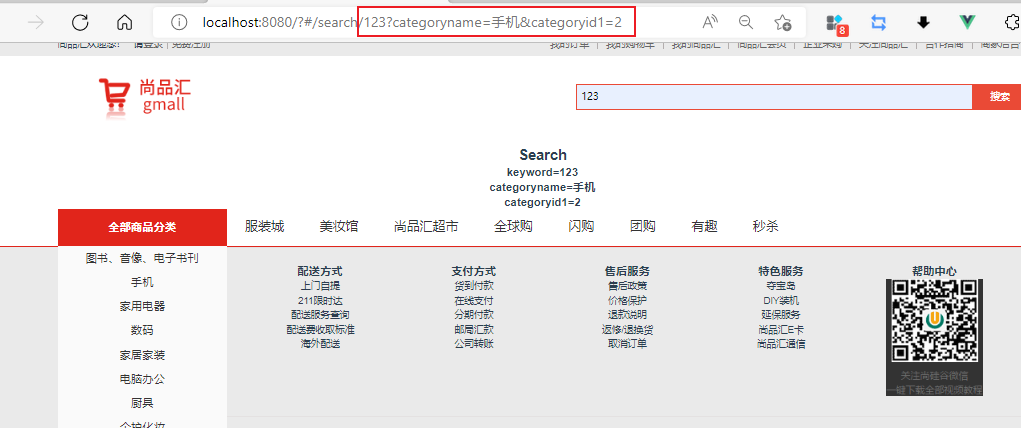 localhost:8080/?#/search/123?categoryname=手机&categoryid1=2
8
尚品汇欢迎您! 请登录 | 免费注册
我的订单 | 我的购物车 | 我的尚品汇 | 尚品汇会员 | 企业采购 | 关注尚品汇 | 合作招商 | 商家后台
尚品汇
gmall
123
搜索
Search
keyword=123
categoryname=手机
categoryid1=2
全部商品分类 服装城 美妆馆 尚品汇超市 全球购 闪购 团购 有趣 秒杀
图书、音像、电子书刊
手机
家用电器
数码
家居家装
电脑办公
厨具
个护化妆
配送方式
上门自提
211限时达
配送服务查询
配送费收取标准
海外配送
支付方式
货到付款
在线支付
分期付款
邮局汇款
公司转账
售后服务
售后政策
价格保护
退款说明
返修/退换货
取消订单
特色服务
夺宝岛
DIY装机
延保服务
尚品汇E卡
尚品汇通信
帮助中心
关注尚硅谷微信
一键下载全部视频教程